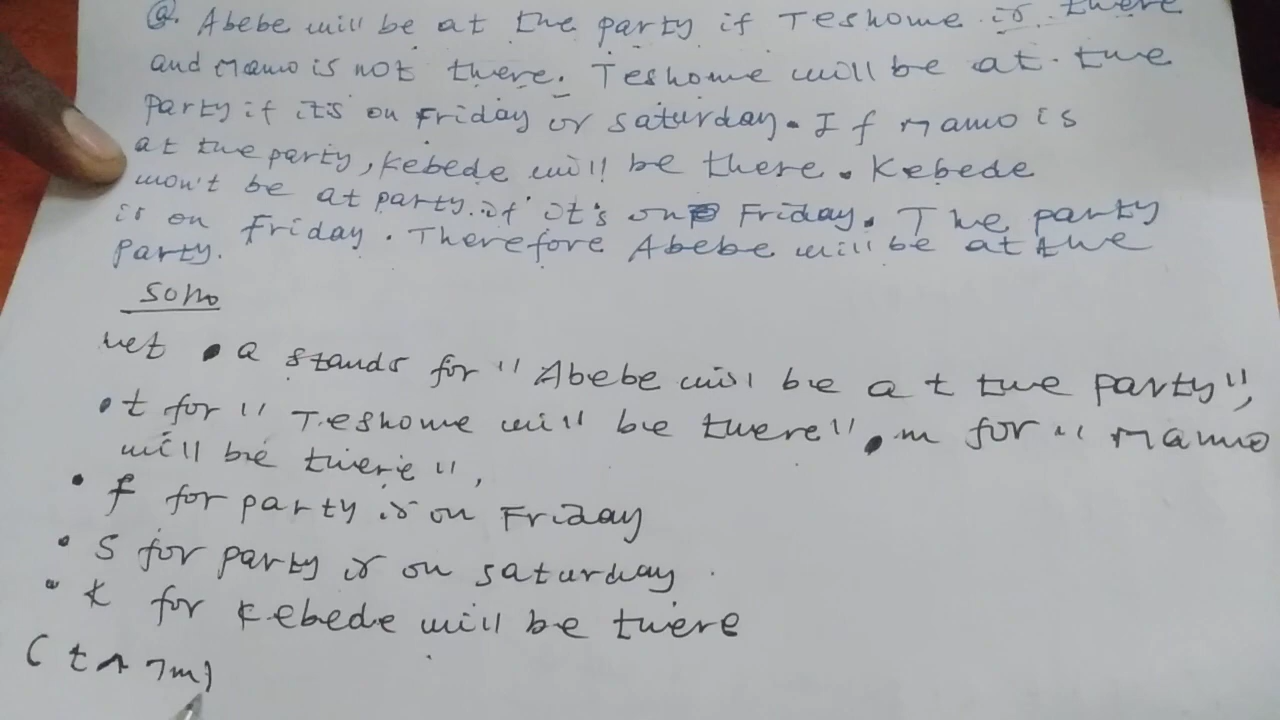 @. Abebe will be at the party if Teshome is there
and Mamo is not there. Teshome will be at the
Party if it's on Friday or saturday. If Mamo is
at the party, Kebede will be there. Kebede
won't be at party if it's on Friday. The party
is on Friday. Therefore Abebe will be at the
Party.
Soln
Let • a stands for "Abebe will be at the party",
• t for "Teshome will be there" • m for "Mamo
will be there",
• f for party is on Friday
• S for party is on saturday.
• k for Kebede will be there
(t ∧ ¬m)